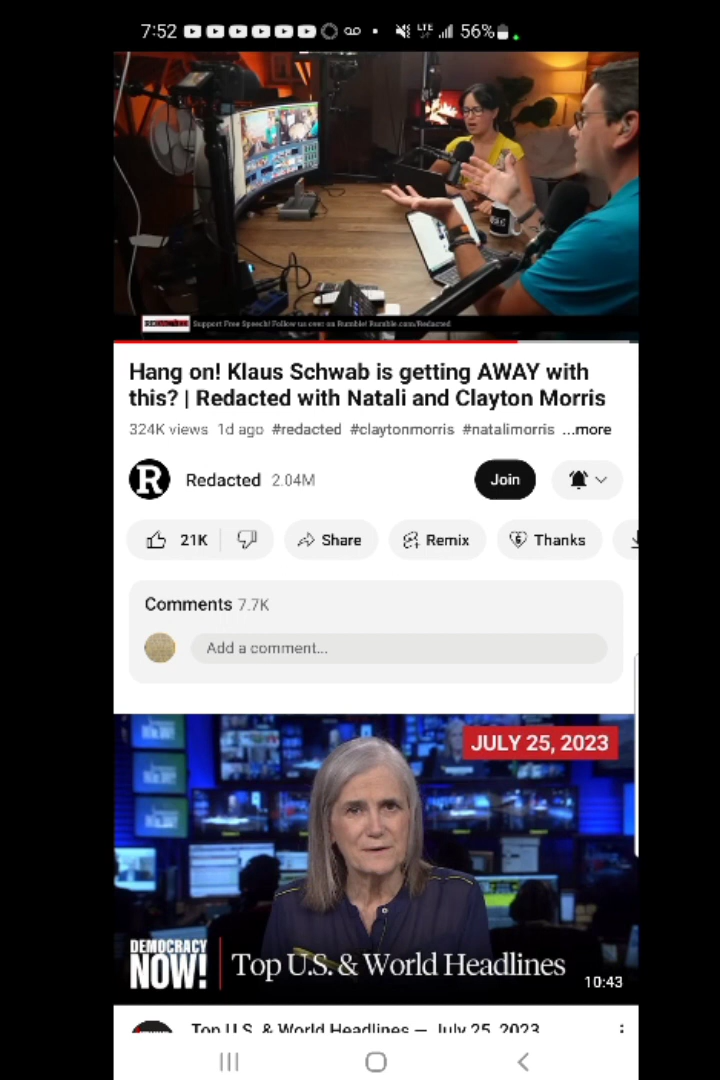 7:52
LTE
56%
REDACTED Support Free Speech! Follow us over on Rumble! Rumble.com/Redacted
Hang on! Klaus Schwab is getting AWAY with
this? | Redacted with Natali and Clayton Morris
324K views 1d ago #redacted #claytonmorris #natalimorris ...more
R
Redacted 2.04M
Join
21K
Share
Remix
Thanks
Comments 7.7K
Add a comment...
JULY 25, 2023
DEMOCRACY
NOW!
Top U.S. & World Headlines
10:43
Top U.S. & World Headlines — July 25, 2023